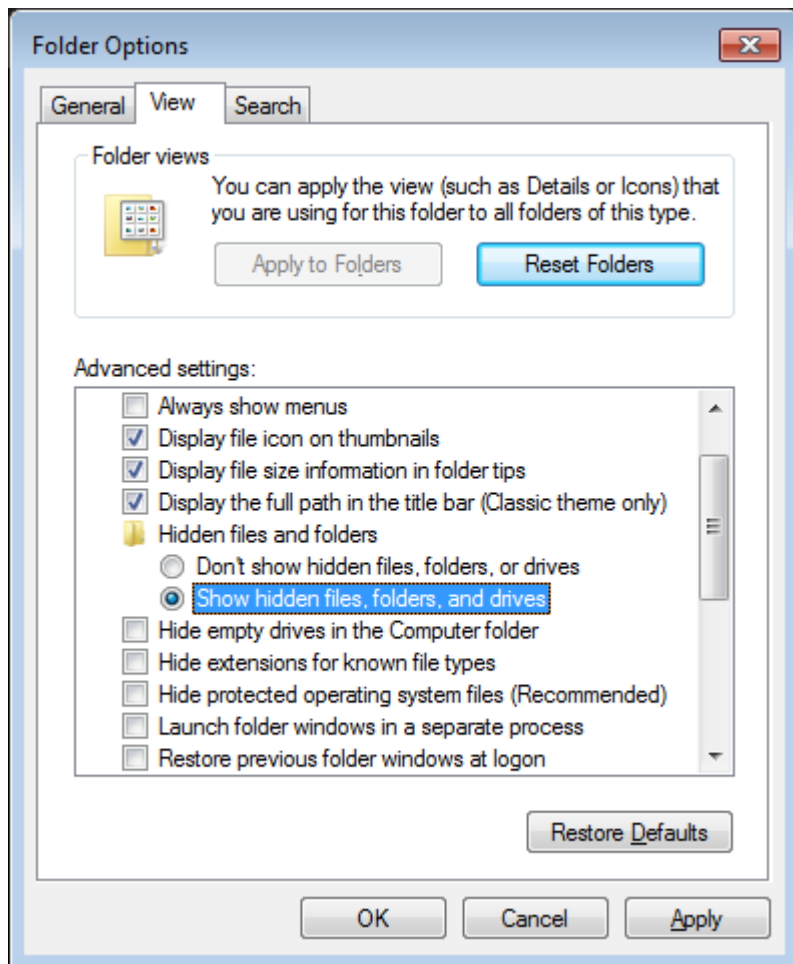 Folder Options
General View Search
Folder views
You can apply the view (such as Details or Icons) that
you are using for this folder to all folders of this type.
Apply to Folders Reset Folders
Advanced settings:
Always show menus
Display file icon on thumbnails
Display file size information in folder tips
Display the full path in the title bar (Classic theme only)
Hidden files and folders
Don't show hidden files, folders, or drives
Show hidden files, folders, and drives
Hide empty drives in the Computer folder
Hide extensions for known file types
Hide protected operating system files (Recommended)
Launch folder windows in a separate process
Restore previous folder windows at logon
Restore Defaults
OK Cancel Apply